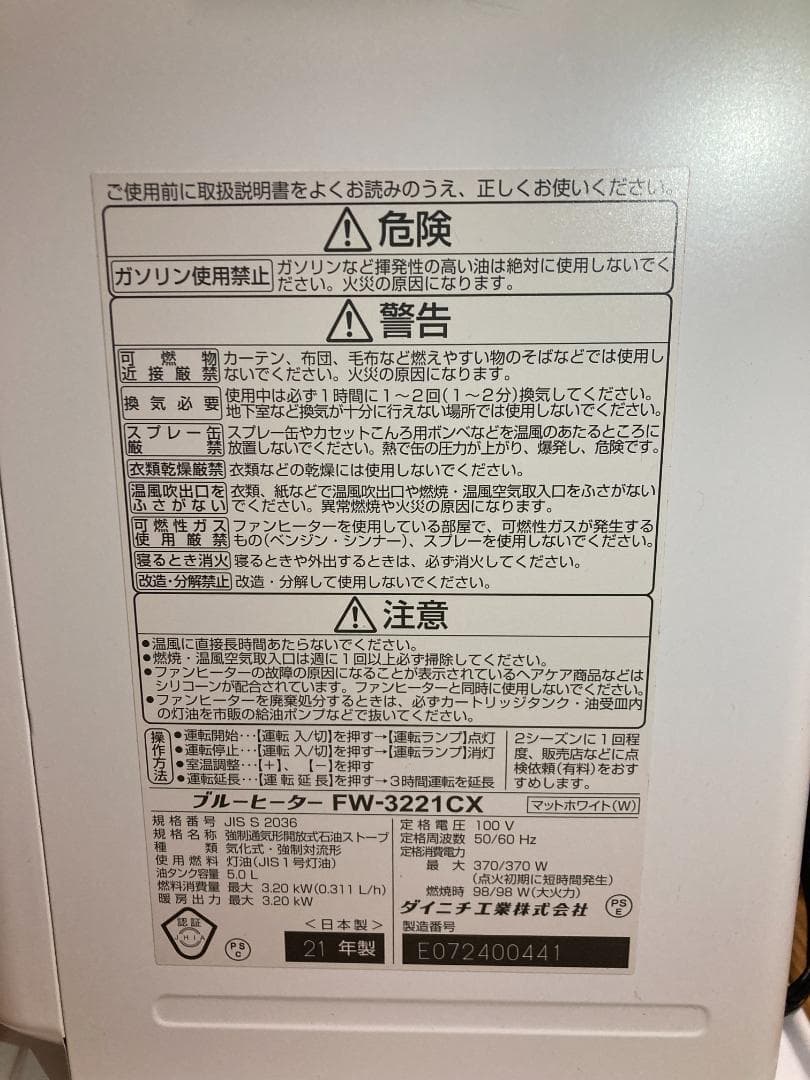 ご使用前に取扱説明書をよくお読みのうえ、正しくお使いください。
危険
ガソリン使用禁止 ガソリンなど揮発性の高い油は絶対に使用しないでく
ださい。火災の原因になります。
警告
可燃物 カーテン、布団、毛布など燃えやすい物のそばなどでは使用し
近接厳禁 ないでください。火災の原因になります。
換気必要 使用中は必ず1時間に1〜2回(1〜2分)換気してください。
地下室など換気が十分に行えない場所では使用しないでください。
スプレー缶 スプレー缶やカセットこんろ用ボンベなどを温風のあたるところに
厳禁 放置しないでください。熱で缶の圧力が上がり、爆発し、危険です。
衣類乾燥厳禁 衣類などの乾燥には使用しないでください。
温風吹出口を 衣類、紙などで温風吹出口や燃焼・温風空気取入口をふさがない
ふさがない でください。異常燃焼や火災の原因になります。
可燃性ガス ファンヒーターを使用している部屋で、可燃性ガスが発生する
使用厳禁 もの(ベンジン・シンナー)、スプレーを使用しないでください。
寝るとき消火 寝るときや外出するときは、必ず消火してください。
改造・分解禁止 改造・分解して使用しないでください。
注意
●温風に直接長時間あたらないでください。
●燃焼・温風空気取入口は週に1回以上必ず掃除してください。
●ファンヒーターの故障の原因になることが表示されているヘアケア商品などは
シリコーンが配合されています。ファンヒーターと同時に使用しないでください。
●ファンヒーターを廃棄処分するときは、必ずカートリッジタンク・油受皿内
の灯油を市販の給油ポンプなどで抜いてください。
操作方法
●運転開始…【運転 入/切】を押す→【運転ランプ】点灯
●運転停止…【運転 入/切】を押す→【運転ランプ】消灯
●室温調整…【+】、【−】を押す
●運転延長…【運転延長】を押す→3時間運転を延長
2シーズンに1回程
度、販売店などに点
検依頼(有料)をおす
すめします。
ブルーヒーター FW-3221CX マットホワイト(W)
規格番号 JIS S 2036
規格名称 強制通気形開放式石油ストーブ
種類 気化式・強制対流形
使用燃料 灯油(JIS1号灯油)
油タンク容量 5.0 L
燃料消費量 最大 3.20 kW(0.311 L/h)
暖房出力 最大 3.20 kW
定格電圧 100 V
定格周波数 50/60 Hz
定格消費電力
最大 370/370 W
(点火初期に短時間発生)
燃焼時 98/98 W(大火力)
ダイニチ工業株式会社
PS
E
認証
JHIA
PS
C
<日本製>
21 年製
製造番号
E072400441